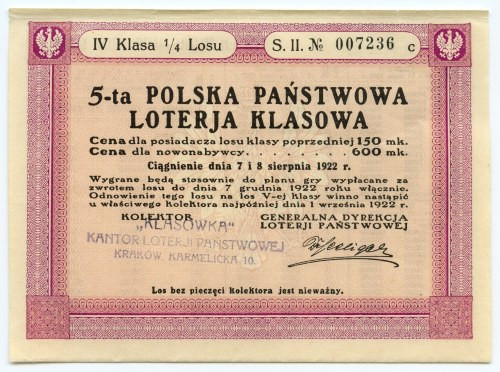 IV Klasa 1/4 Losu
S. II. № 007236 c
5-ta POLSKA PAŃSTWOWA
LOTERJA KLASOWA
Cena dla posiadacza losu klasy poprzedniej 150 mk.
Cena dla nowonabywcy . . . . . . . . 600 mk.
Ciągnienie dnia 7 i 8 sierpnia 1922 r.
Wygrane będą stosownie do planu gry wypłacane za
zwrotem losu do dnia 7 grudnia 1922 roku włącznie.
Odnowienie tego losu na los V-ej klasy winno nastąpić
u właściwego kolektora najpóźniej dnia 1 września 1922 r.
KOLEKTOR
„KLASÓWKA"
KANTOR LOTERJI PAŃSTWOWEJ
KRAKÓW, KARMELICKA 10.
GENERALNA DYREKCJA
LOTERJI PAŃSTWOWEJ
Los bez pieczęci kolektora jest nieważny.